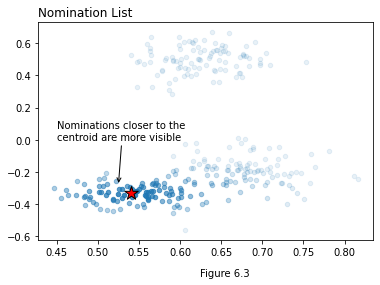 Nomination List
0.6
0.4
0.2
0.0
−0.2
−0.4
−0.6
Nominations closer to the
centroid are more visible
0.45 0.50 0.55 0.60 0.65 0.70 0.75 0.80
Figure 6.3